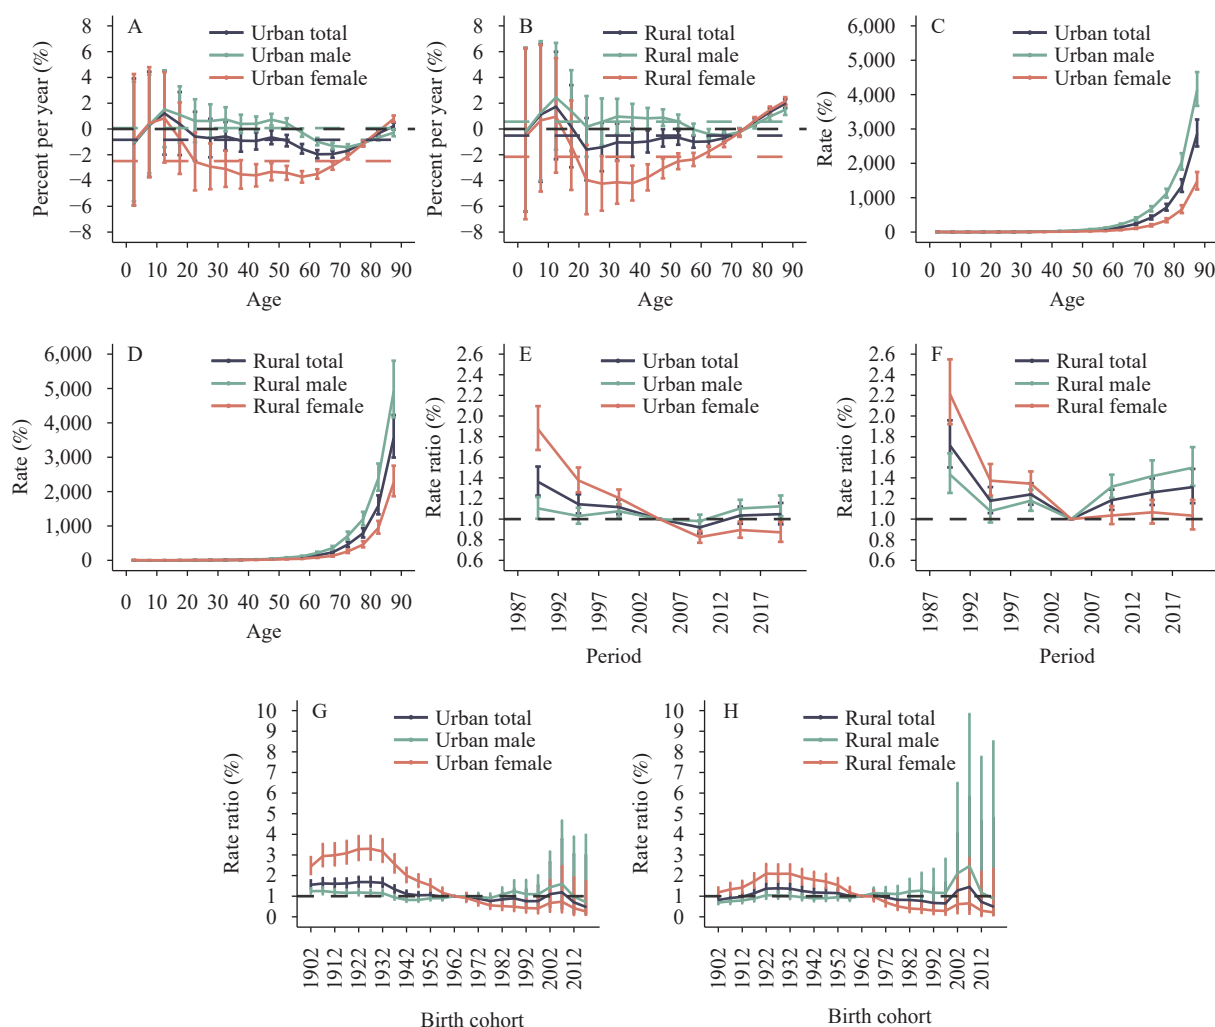 A
Urban total
Urban male
Urban female
8
6
4
2
0
−2
−4
−6
−8
Percent per year (%)
0 10 20 30 40 50 60 70 80 90
Age
B
Rural total
Rural male
Rural female
8
6
4
2
0
−2
−4
−6
−8
Percent per year (%)
0 10 20 30 40 50 60 70 80 90
Age
C
Urban total
Urban male
Urban female
6,000
5,000
4,000
3,000
2,000
1,000
0
Rate (%)
0 10 20 30 40 50 60 70 80 90
Age
D
Rural total
Rural male
Rural female
6,000
5,000
4,000
3,000
2,000
1,000
0
Rate (%)
0 10 20 30 40 50 60 70 80 90
Age
E
Urban total
Urban male
Urban female
2.6
2.4
2.2
2.0
1.8
1.6
1.4
1.2
1.0
0.8
0.6
Rate ratio (%)
1987 1992 1997 2002 2007 2012 2017
Period
F
Rural total
Rural male
Rural female
2.6
2.4
2.2
2.0
1.8
1.6
1.4
1.2
1.0
0.8
0.6
Rate ratio (%)
1987 1992 1997 2002 2007 2012 2017
Period
G
Urban total
Urban male
Urban female
10
9
8
7
6
5
4
3
2
1
0
Rate ratio (%)
1902 1912 1922 1932 1942 1952 1962 1972 1982 1992 2002 2012
Birth cohort
H
Rural total
Rural male
Rural female
10
9
8
7
6
5
4
3
2
1
0
Rate ratio (%)
1902 1912 1922 1932 1942 1952 1962 1972 1982 1992 2002 2012
Birth cohort